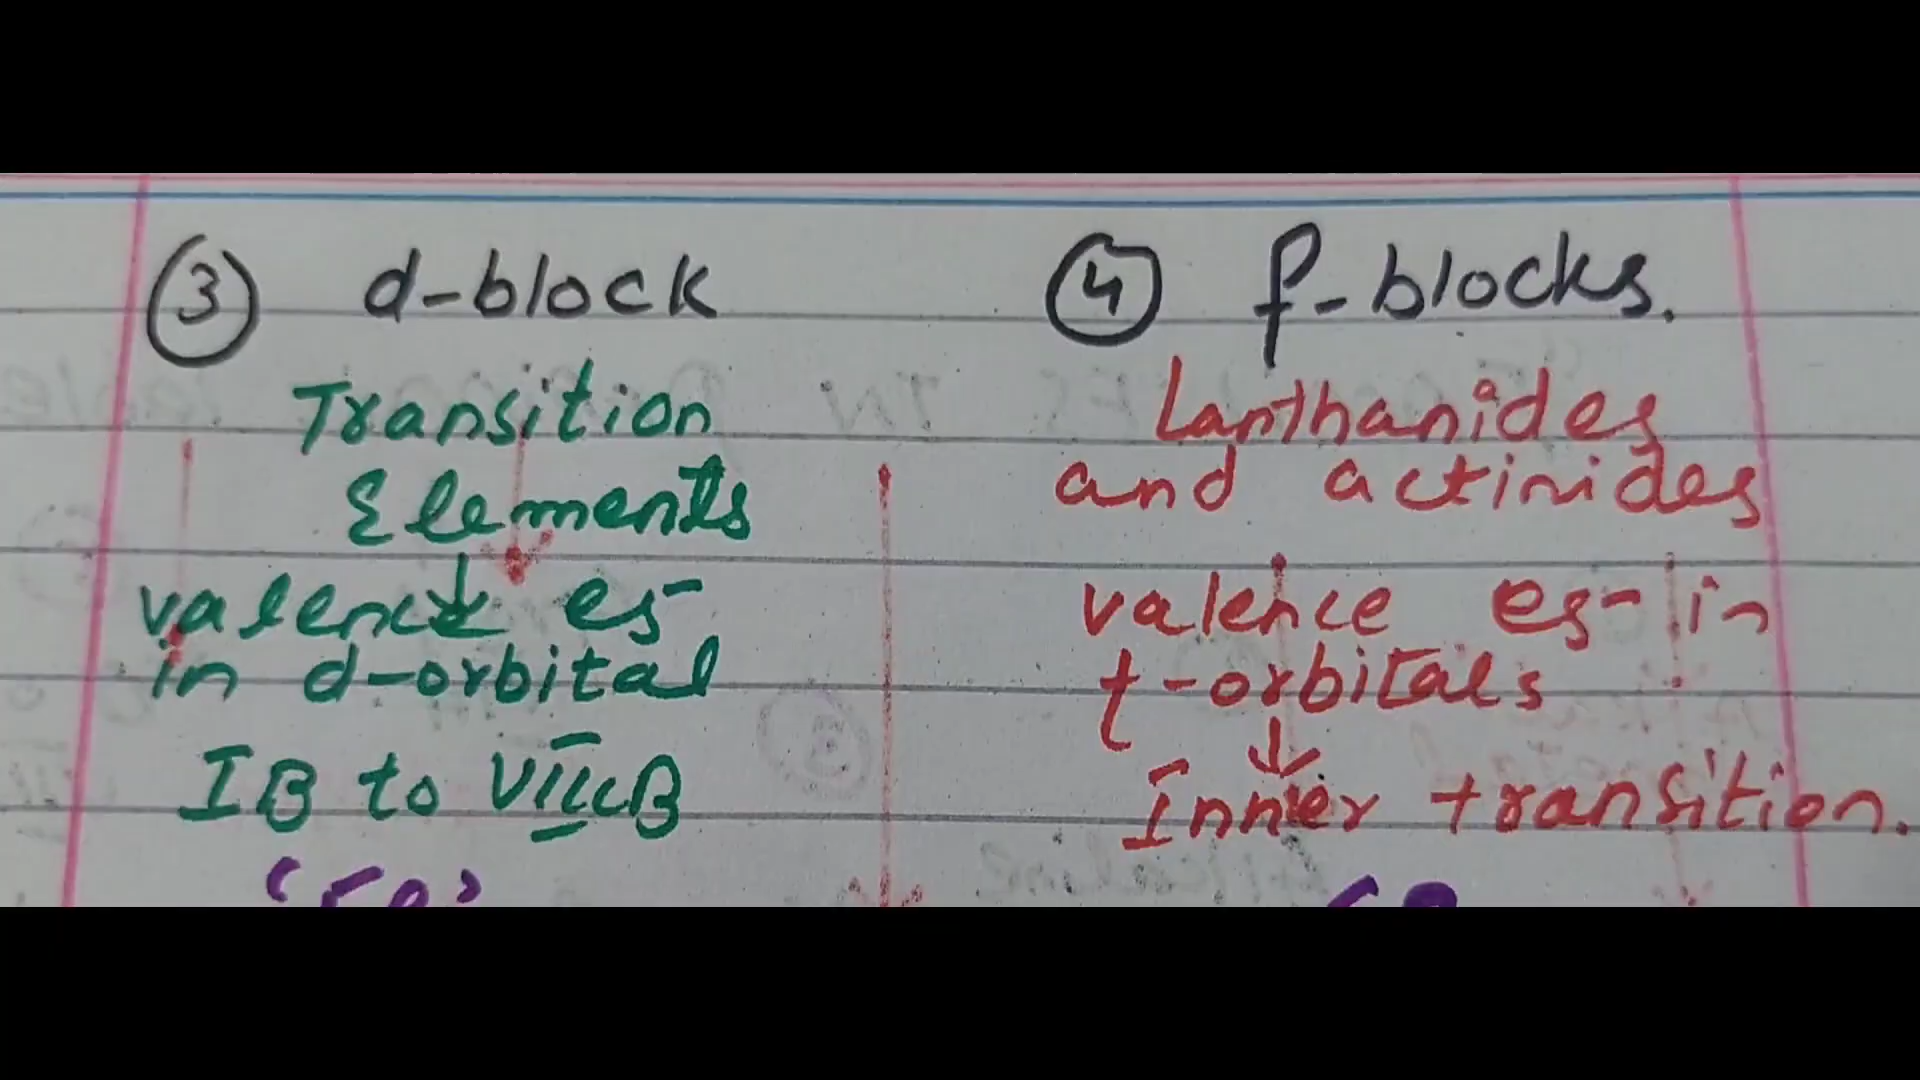 ③ d-block
Transition
Elements
valence es-
in d-orbital
IB to VIIIB
④ f-blocks.
Lanthanides
and actinides
valence es- in
f-orbitals
Inner transition.